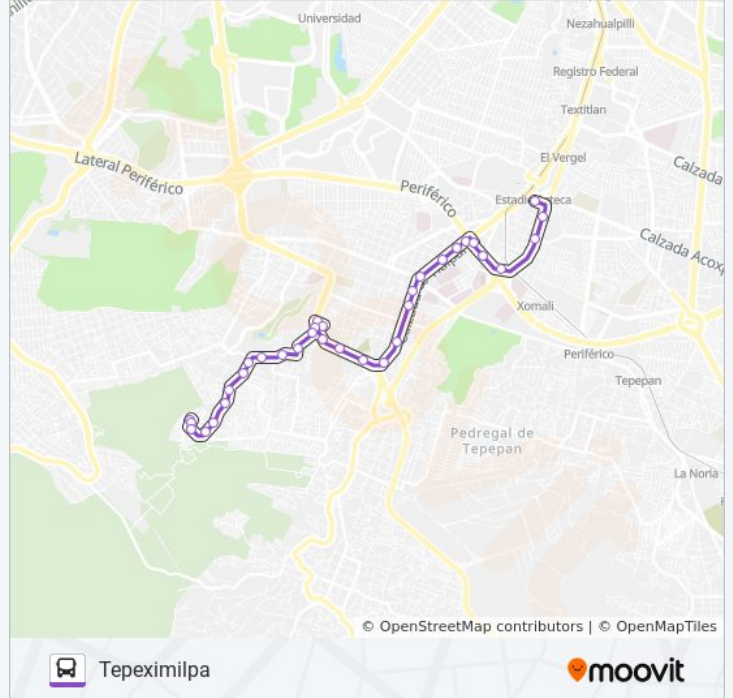 Universidad
Nezahualpilli
Registro Federal
Textitlan
El Vergel
Lateral Periférico
Periférico
Calzada
Calzada Acoxp
Xomali
Periférico
Tepepan
Pedregal de
Tepepan
La Noria
© OpenStreetMap contributors | © OpenMapTiles
Tepeximilpa
moovit